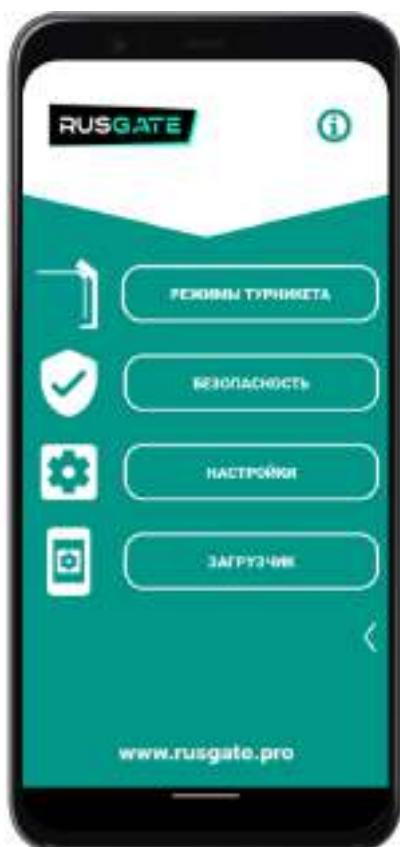 RUSGATE
РЕЖИМЫ ТУРНИКЕТА
БЕЗОПАСНОСТЬ
НАСТРОЙКИ
ЗАГРУЗЧИК
www.rusgate.pro